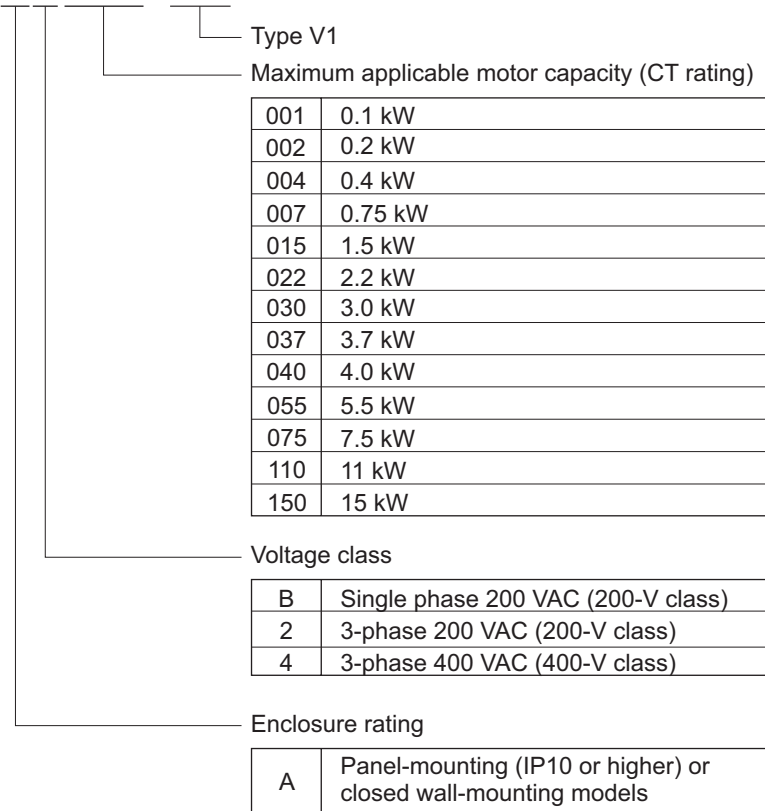 Type V1
Maximum applicable motor capacity (CT rating)
001 0.1 kW
002 0.2 kW
004 0.4 kW
007 0.75 kW
015 1.5 kW
022 2.2 kW
030 3.0 kW
037 3.7 kW
040 4.0 kW
055 5.5 kW
075 7.5 kW
110 11 kW
150 15 kW
Voltage class
B Single phase 200 VAC (200-V class)
2 3-phase 200 VAC (200-V class)
4 3-phase 400 VAC (400-V class)
Enclosure rating
A Panel-mounting (IP10 or higher) or
closed wall-mounting models